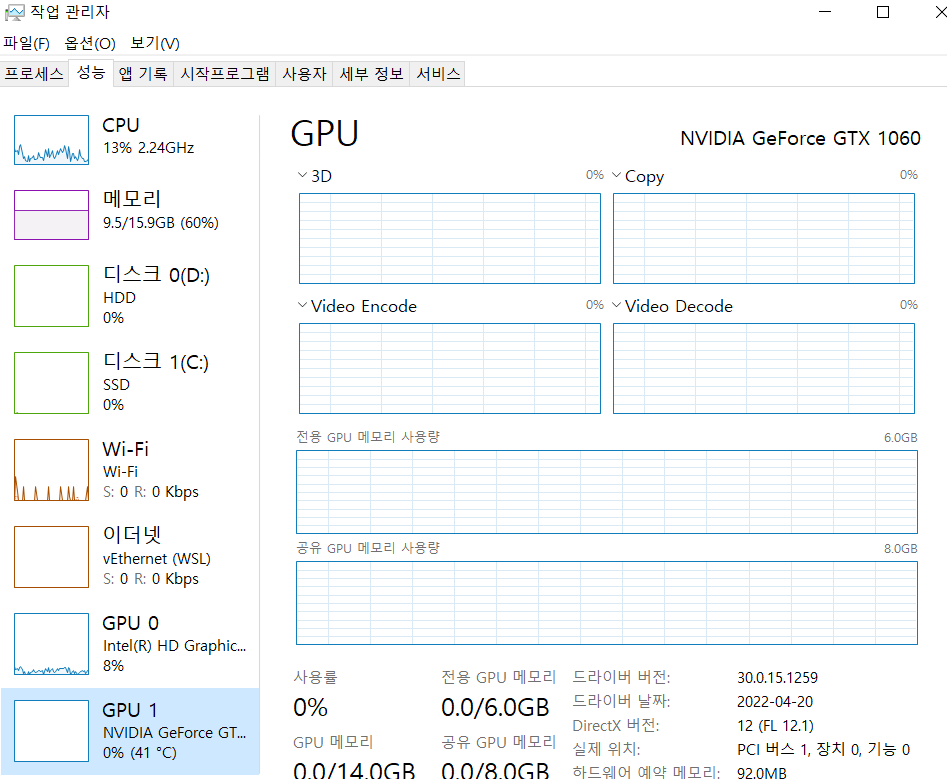 작업 관리자
파일(F) 옵션(O) 보기(V)
프로세스 성능 앱 기록 시작프로그램 사용자 세부 정보 서비스
CPU
13% 2.24GHz
메모리
9.5/15.9GB (60%)
디스크 0(D:)
HDD
0%
디스크 1(C:)
SSD
0%
Wi-Fi
Wi-Fi
S: 0 R: 0 Kbps
이더넷
vEthernet (WSL)
S: 0 R: 0 Kbps
GPU 0
Intel(R) HD Graphic...
8%
GPU 1
NVIDIA GeForce GT...
0% (41 °C)
GPU
NVIDIA GeForce GTX 1060
3D 0%
Copy 0%
Video Encode 0%
Video Decode 0%
전용 GPU 메모리 사용량 6.0GB
공유 GPU 메모리 사용량 8.0GB
사용률
0%
전용 GPU 메모리
0.0/6.0GB
GPU 메모리
0.0/14.0GB
공유 GPU 메모리
0.0/8.0GB
드라이버 버전: 30.0.15.1259
드라이버 날짜: 2022-04-20
DirectX 버전: 12 (FL 12.1)
실제 위치: PCI 버스 1, 장치 0, 기능 0
하드웨어 예약 메모리: 92.0MB